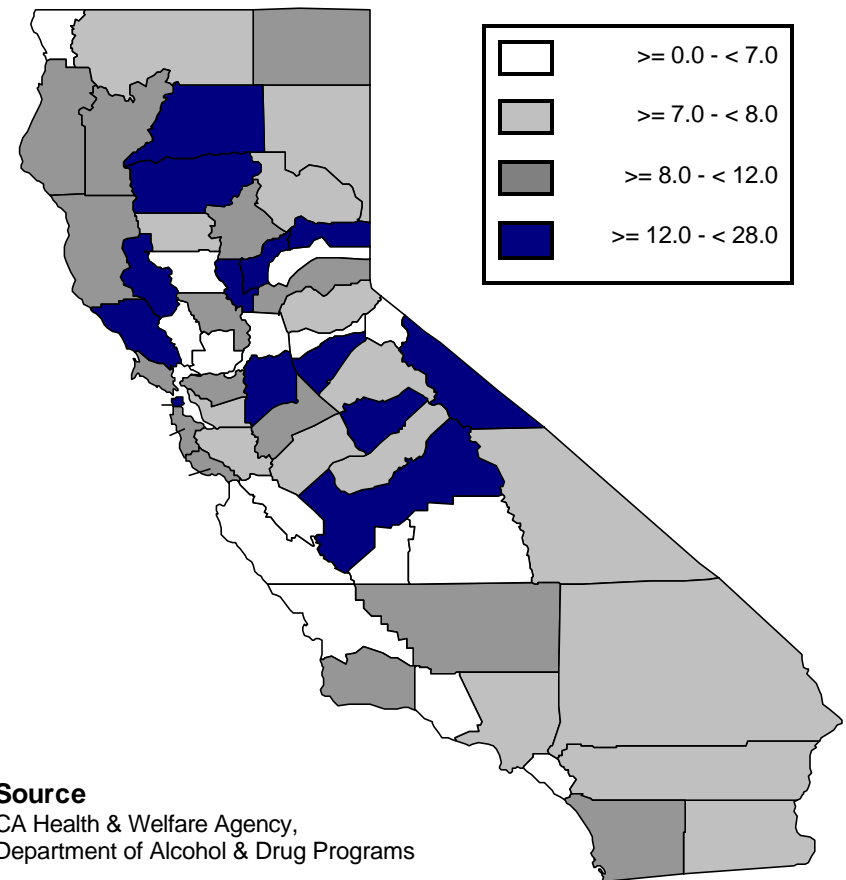 >= 0.0 - < 7.0
>= 7.0 - < 8.0
>= 8.0 - < 12.0
>= 12.0 - < 28.0
Source
CA Health & Welfare Agency,
Department of Alcohol & Drug Programs